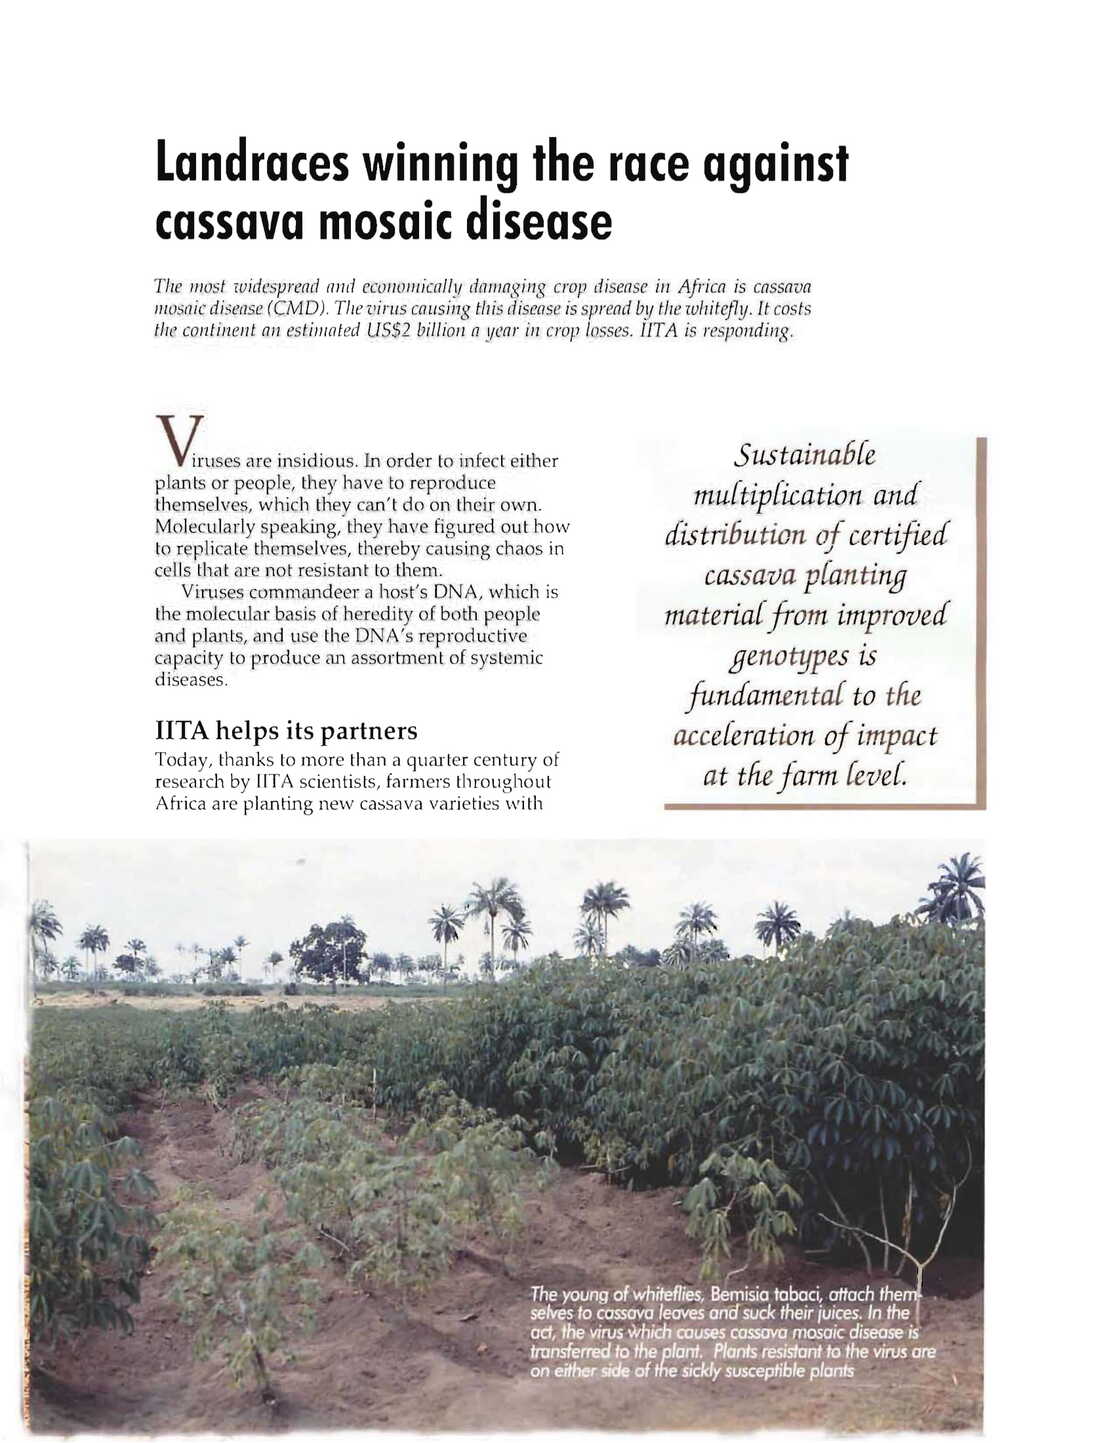 Landraces winning the race against
cassava mosaic disease
The most widespread and economically damaging crop disease in Africa is cassava
mosaic disease (CMD). The virus causing this disease is spread by the whitefly. It costs
the continent an estimated US$2 billion a year in crop losses. IITA is responding.
Viruses are insidious. In order to infect either
plants or people, they have to reproduce
themselves, which they can't do on their own.
Molecularly speaking, they have figured out how
to replicate themselves, thereby causing chaos in
cells that are not resistant to them.
Viruses commandeer a host's DNA, which is
the molecular basis of heredity of both people
and plants, and use the DNA's reproductive
capacity to produce an assortment of systemic
diseases.
IITA helps its partners
Today, thanks to more than a quarter century of
research by IITA scientists, farmers throughout
Africa are planting new cassava varieties with
Sustainable
multiplication and
distribution of certified
cassava planting
material from improved
genotypes is
fundamental to the
acceleration of impact
at the farm level.
The young of whiteflies, Bemisia tabaci, attach them-
selves to cassava leaves and suck their juices. In the
act, the virus which causes cassava mosaic disease is
transferred to the plant. Plants resistant to the virus are
on either side of the sickly susceptible plants